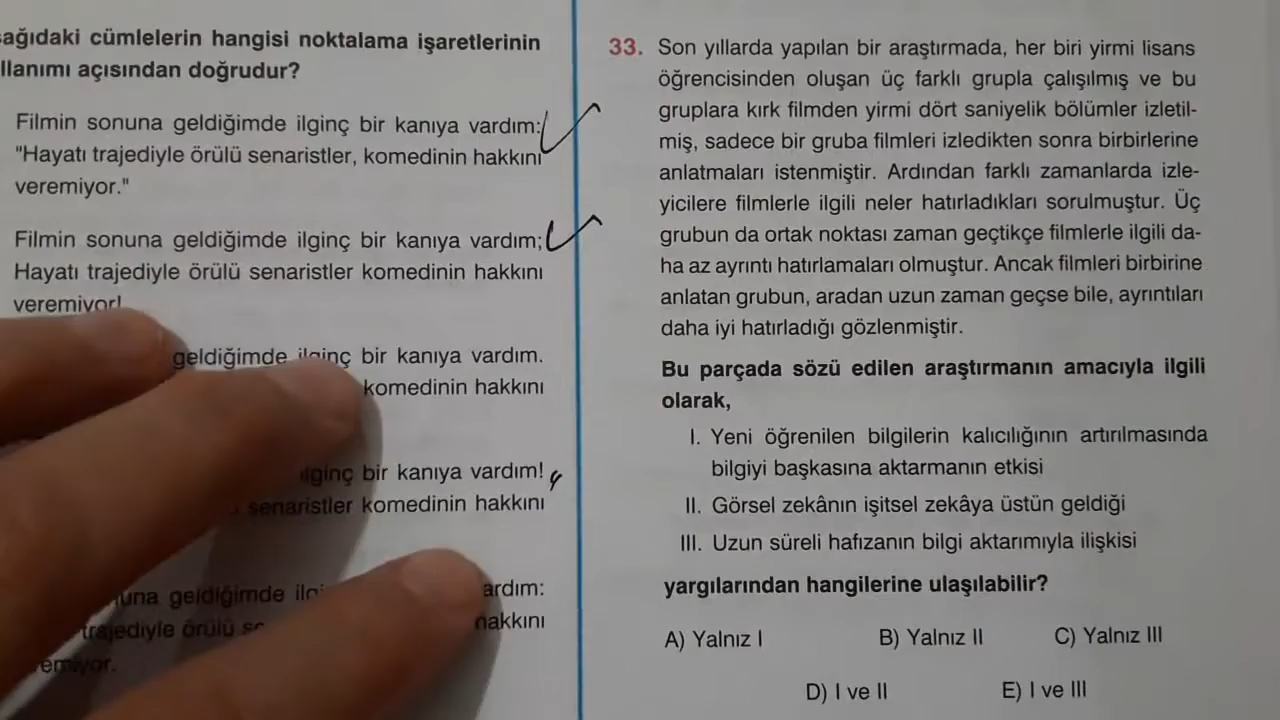 sağıdaki cümlelerin hangisi noktalama işaretlerinin
llanımı açısından doğrudur?
Filmin sonuna geldiğimde ilginç bir kanıya vardım:
"Hayatı trajediyle örülü senaristler, komedinin hakkını
veremiyor."
Filmin sonuna geldiğimde ilginç bir kanıya vardım;
Hayatı trajediyle örülü senaristler komedinin hakkını
veremiyor!
geldiğimde ilginç bir kanıya vardım.
komedinin hakkını
ilginç bir kanıya vardım!
senaristler komedinin hakkını
una geldiğimde ardım:
trajediyle örülü hakkını
emiyor.
33. Son yıllarda yapılan bir araştırmada, her biri yirmi lisans
öğrencisinden oluşan üç farklı grupla çalışılmış ve bu
gruplara kırk filmden yirmi dört saniyelik bölümler izletil-
miş, sadece bir gruba filmleri izledikten sonra birbirlerine
anlatmaları istenmiştir. Ardından farklı zamanlarda izle-
yicilere filmlerle ilgili neler hatırladıkları sorulmuştur. Üç
grubun da ortak noktası zaman geçtikçe filmlerle ilgili da-
ha az ayrıntı hatırlamaları olmuştur. Ancak filmleri birbirine
anlatan grubun, aradan uzun zaman geçse bile, ayrıntıları
daha iyi hatırladığı gözlenmiştir.
Bu parçada sözü edilen araştırmanın amacıyla ilgili
olarak,
I. Yeni öğrenilen bilgilerin kalıcılığının artırılmasında
bilgiyi başkasına aktarmanın etkisi
II. Görsel zekânın işitsel zekâya üstün geldiği
III. Uzun süreli hafızanın bilgi aktarımıyla ilişkisi
yargılarından hangilerine ulaşılabilir?
A) Yalnız I B) Yalnız II C) Yalnız III
D) I ve II E) I ve III